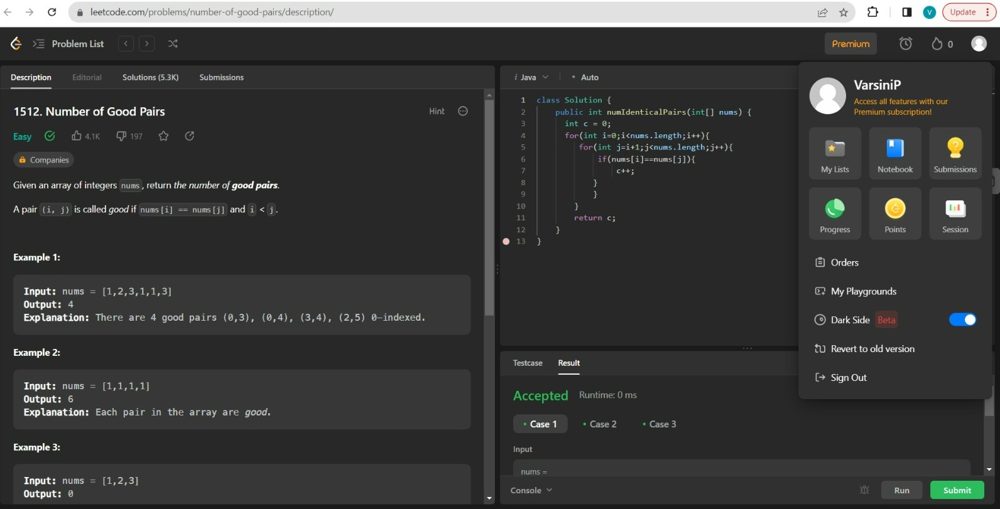 leetcode.com/problems/number-of-good-pairs/description/
V
Update
Problem List
Premium
0
Description
Editorial
Solutions (5.3K)
Submissions
1512. Number of Good Pairs
Hint
Easy
4.1K
197
Companies
Given an array of integers nums, return the number of good pairs.
A pair (i, j) is called good if nums[i] == nums[j] and i < j.
Example 1:
Input: nums = [1,2,3,1,1,3]
Output: 4
Explanation: There are 4 good pairs (0,3), (0,4), (3,4), (2,5) 0-indexed.
Example 2:
Input: nums = [1,1,1,1]
Output: 6
Explanation: Each pair in the array are good.
Example 3:
Input: nums = [1,2,3]
Output: 0
i Java
• Auto
1 class Solution {
2 public int numIdenticalPairs(int[] nums) {
3 int c = 0;
4 for(int i=0;i<nums.length;i++){
5 for(int j=i+1;j<nums.length;j++){
6 if(nums[i]==nums[j]){
7 c++;
8 }
9 }
10 }
11 return c;
12 }
13 }
Testcase
Result
Accepted
Runtime: 0 ms
• Case 1
• Case 2
• Case 3
Input
nums =
Console
Run
Submit
VarsiniP
Access all features with our
Premium subscription!
My Lists
Notebook
Submissions
Progress
Points
Session
Orders
My Playgrounds
Dark Side Beta
Revert to old version
Sign Out